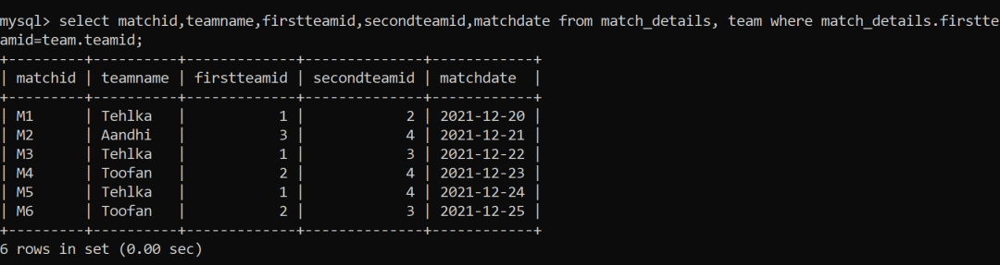 mysql> select matchid,teamname,firstteamid,secondteamid,matchdate from match_details, team where match_details.firstte
amid=team.teamid;
+---------+----------+-------------+--------------+------------+
| matchid | teamname | firstteamid | secondteamid | matchdate  |
+---------+----------+-------------+--------------+------------+
| M1      | Tehlka   |           1 |            2 | 2021-12-20 |
| M2      | Aandhi   |           3 |            4 | 2021-12-21 |
| M3      | Tehlka   |           1 |            3 | 2021-12-22 |
| M4      | Toofan   |           2 |            4 | 2021-12-23 |
| M5      | Tehlka   |           1 |            4 | 2021-12-24 |
| M6      | Toofan   |           2 |            3 | 2021-12-25 |
+---------+----------+-------------+--------------+------------+
6 rows in set (0.00 sec)